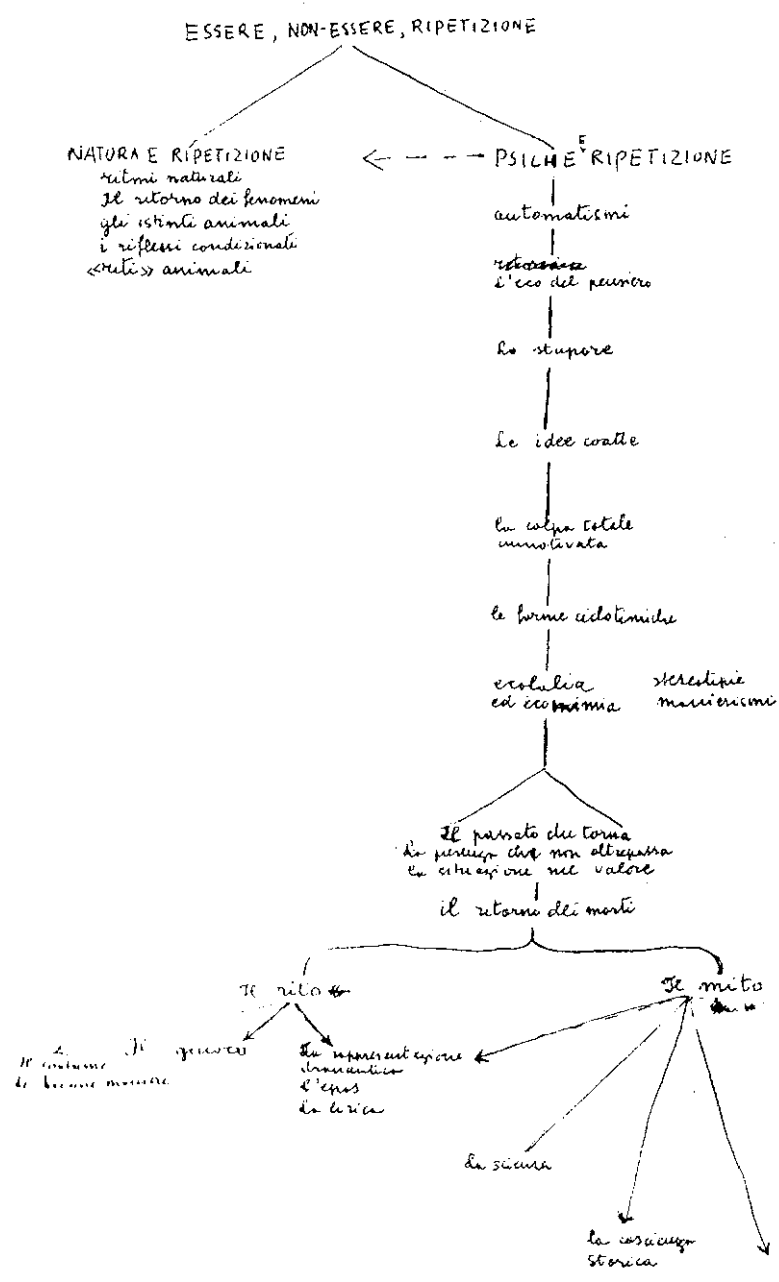 ESSERE, NON-ESSERE, RIPETIZIONE
NATURA E RIPETIZIONE
ritmi naturali
Il ritorno dei fenomeni
gli istinti animali
i riflessi condizionati
«riti» animali
PSICHE E RIPETIZIONE
automatismi
l'eco del pensiero
Lo stupore
Le idee coatte
la colpa totale
immotivata
le forme ciclotimiche
ecolalia stereotipie
ed ecomimia manierismi
Il passato che torna
La presenza che non oltrepassa
la situazione nel valore
il ritorno dei morti
Il rito
Il mito
Il giuoco
Il costume
le buone maniere
La rappresentazione
drammatica
l'epos
La lirica
La scienza
la coscienza
storica